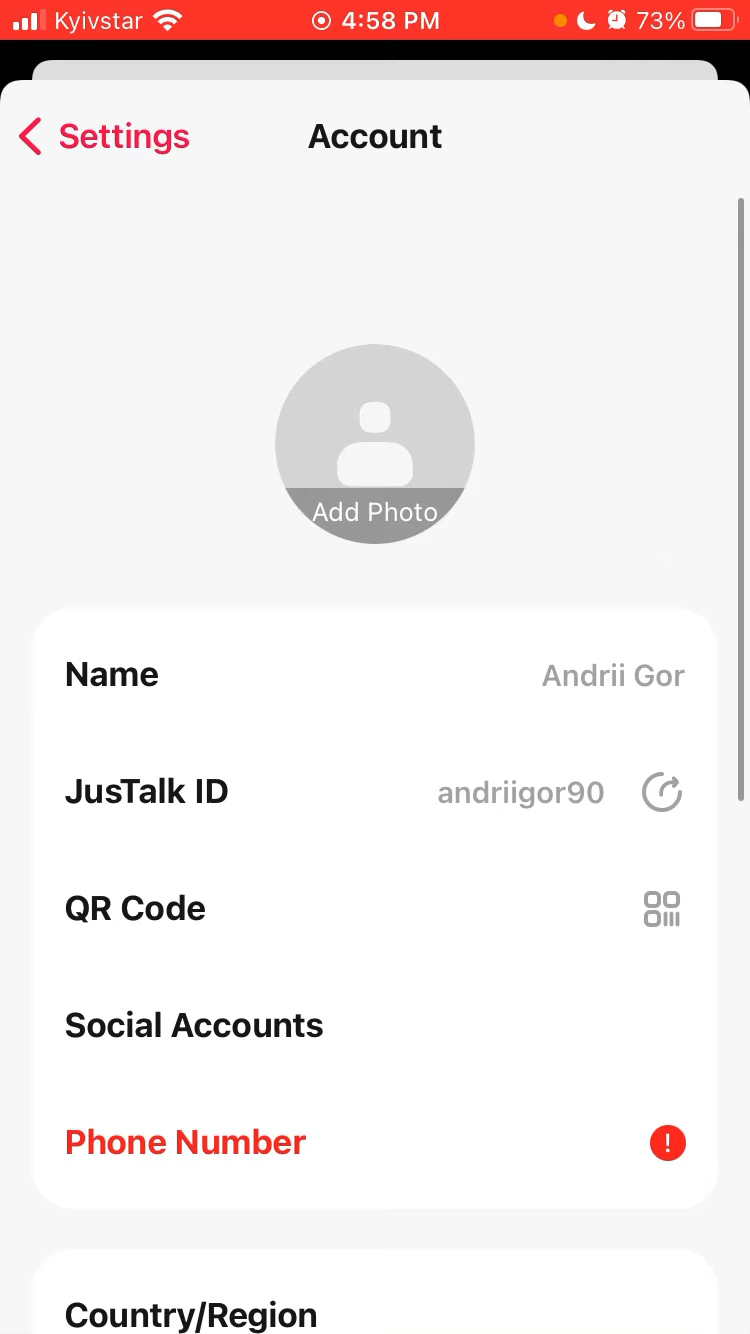 Kyivstar 4:58 PM 73%
Settings Account
Add Photo
Name Andrii Gor
JusTalk ID andriigor90
QR Code
Social Accounts
Phone Number !
Country/Region